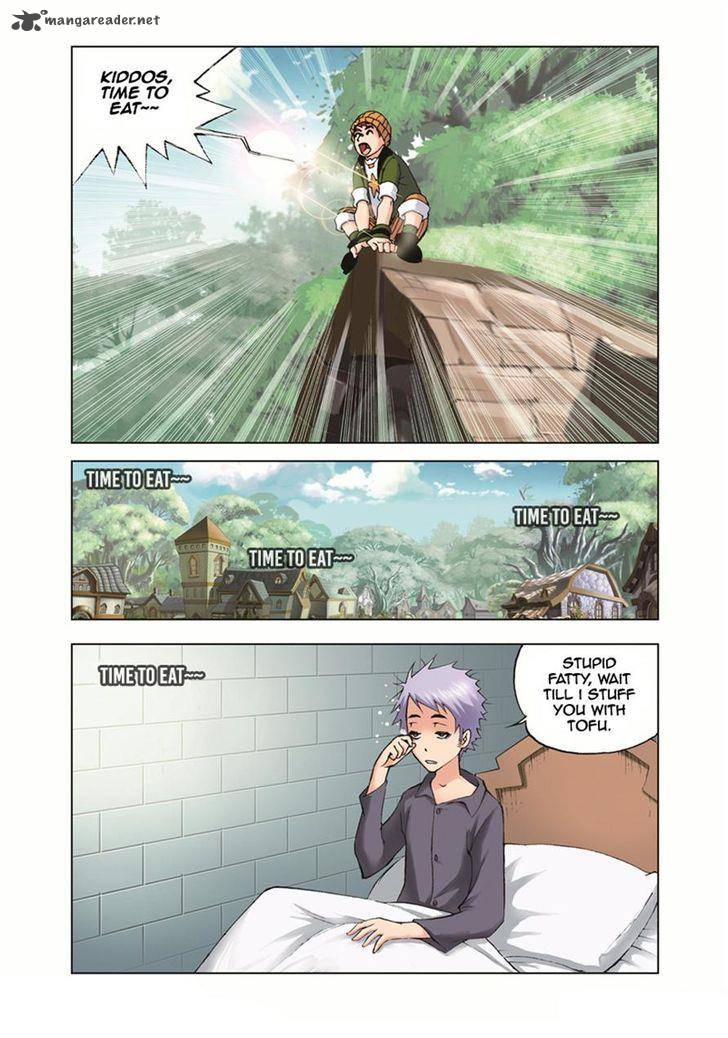 mangareader.net
KIDDOS,
TIME TO
EAT~~
TIME TO EAT~~
TIME TO EAT~~
TIME TO EAT~~
TIME TO EAT~~
STUPID
FATTY, WAIT
TILL I STUFF
YOU WITH
TOFU.